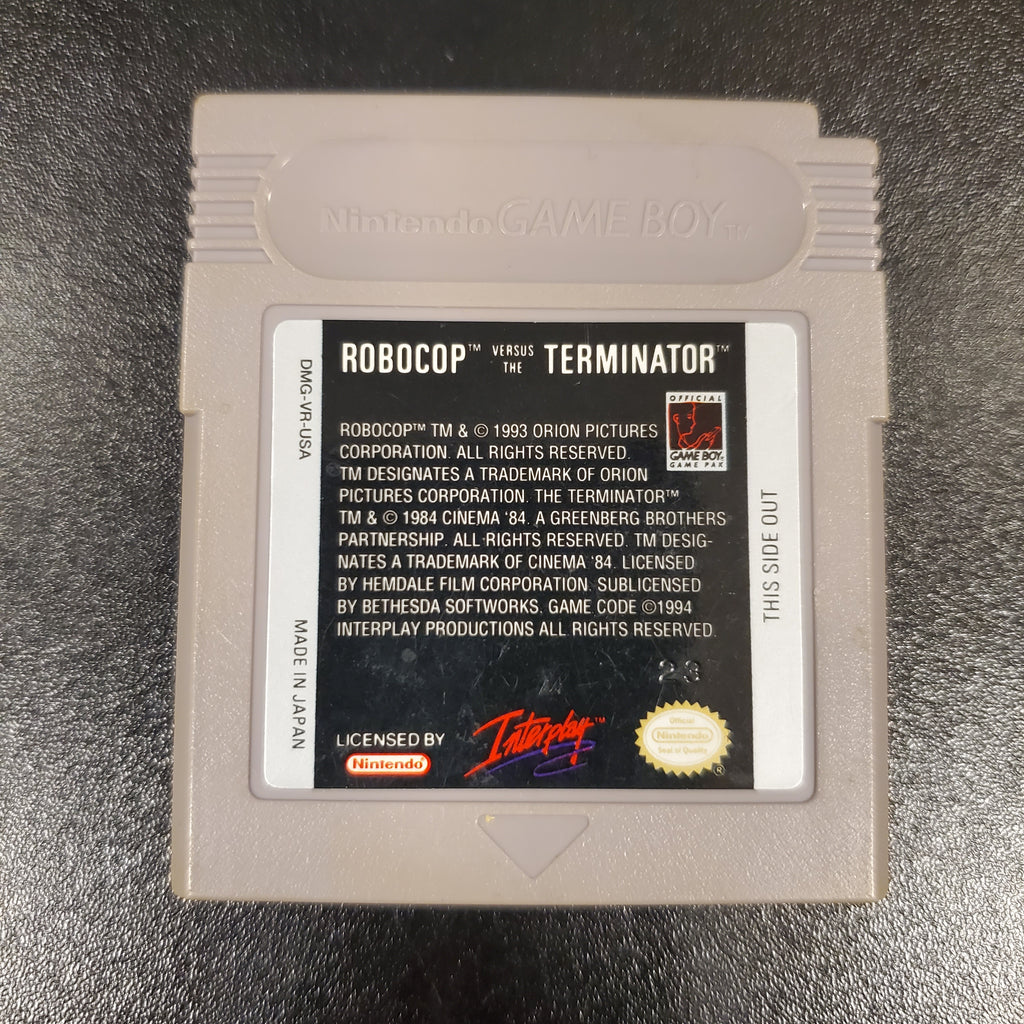 Nintendo GAME BOY™
ROBOCOP™ VERSUS THE TERMINATOR™
OFFICIAL
GAME BOY®
GAME PAK
ROBOCOP™ TM & © 1993 ORION PICTURES
CORPORATION. ALL RIGHTS RESERVED.
TM DESIGNATES A TRADEMARK OF ORION
PICTURES CORPORATION. THE TERMINATOR™
TM & © 1984 CINEMA '84. A GREENBERG BROTHERS
PARTNERSHIP. ALL RIGHTS RESERVED. TM DESIG-
NATES A TRADEMARK OF CINEMA '84. LICENSED
BY HEMDALE FILM CORPORATION. SUBLICENSED
BY BETHESDA SOFTWORKS. GAME CODE ©1994
INTERPLAY PRODUCTIONS ALL RIGHTS RESERVED.
23
LICENSED BY
Nintendo
Interplay™
Official
Nintendo
Seal of Quality
®
DMG-VR-USA
MADE IN JAPAN
THIS SIDE OUT